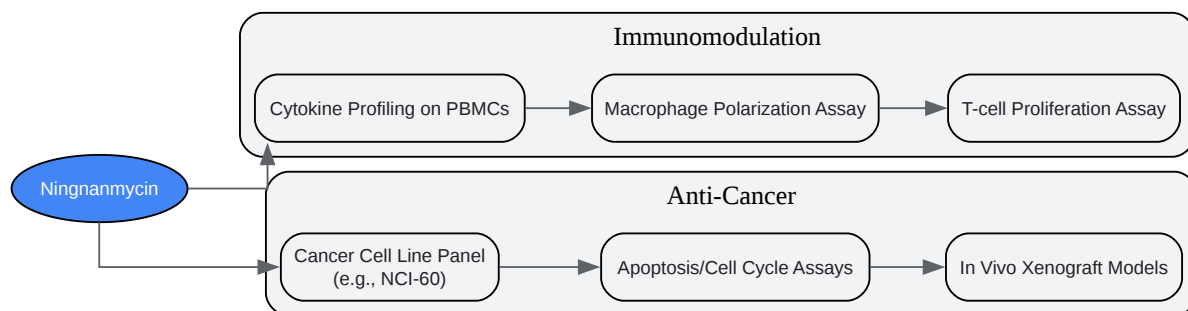 Immunomodulation
Cytokine Profiling on PBMCs
Macrophage Polarization Assay
T-cell Proliferation Assay
Ningnanmycin
Anti-Cancer
Cancer Cell Line Panel
(e.g., NCI-60)
Apoptosis/Cell Cycle Assays
In Vivo Xenograft Models